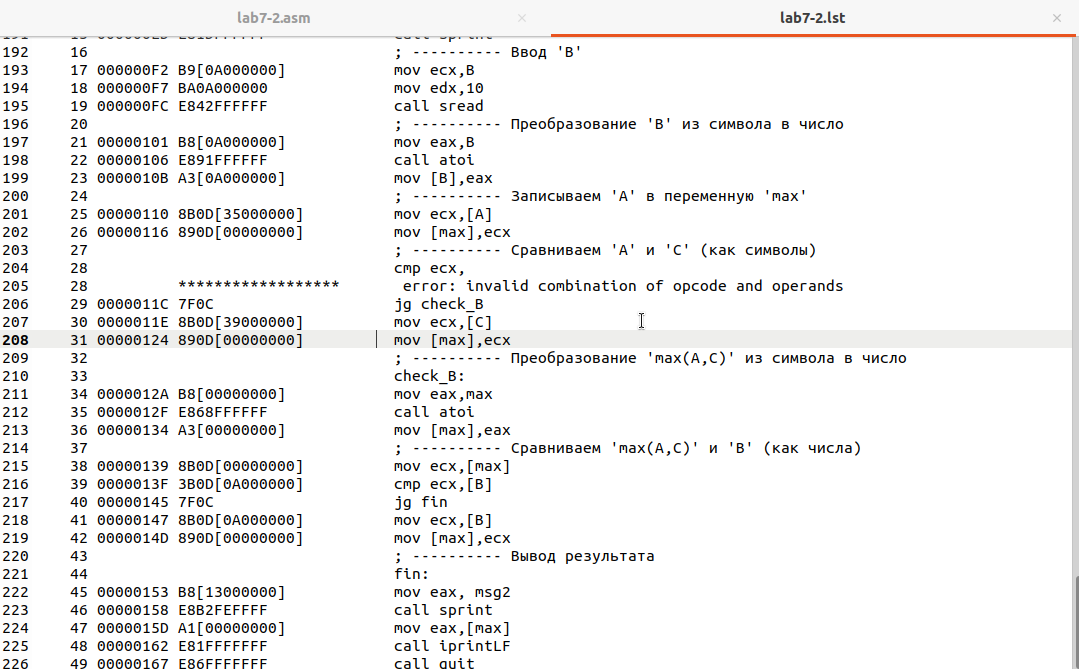 lab7-2.asm × lab7-2.lst ×
192 16 ; ---------- Ввод 'B'
193 17 000000F2 B9[0A000000] mov ecx,B
194 18 000000F7 BA0A000000 mov edx,10
195 19 000000FC E842FFFFFF call sread
196 20 ; ---------- Преобразование 'B' из символа в число
197 21 00000101 B8[0A000000] mov eax,B
198 22 00000106 E891FFFFFF call atoi
199 23 0000010B A3[0A000000] mov [B],eax
200 24 ; ---------- Записываем 'A' в переменную 'max'
201 25 00000110 8B0D[35000000] mov ecx,[A]
202 26 00000116 890D[00000000] mov [max],ecx
203 27 ; ---------- Сравниваем 'A' и 'C' (как символы)
204 28 cmp ecx,
205 28 ****************** error: invalid combination of opcode and operands
206 29 0000011C 7F0C jg check_B
207 30 0000011E 8B0D[39000000] mov ecx,[C]
208 31 00000124 890D[00000000] mov [max],ecx
209 32 ; ---------- Преобразование 'max(A,C)' из символа в число
210 33 check_B:
211 34 0000012A B8[00000000] mov eax,max
212 35 0000012F E868FFFFFF call atoi
213 36 00000134 A3[00000000] mov [max],eax
214 37 ; ---------- Сравниваем 'max(A,C)' и 'B' (как числа)
215 38 00000139 8B0D[00000000] mov ecx,[max]
216 39 0000013F 3B0D[0A000000] cmp ecx,[B]
217 40 00000145 7F0C jg fin
218 41 00000147 8B0D[0A000000] mov ecx,[B]
219 42 0000014D 890D[00000000] mov [max],ecx
220 43 ; ---------- Вывод результата
221 44 fin:
222 45 00000153 B8[13000000] mov eax, msg2
223 46 00000158 E8B2FEFFFF call sprint
224 47 0000015D A1[00000000] mov eax,[max]
225 48 00000162 E81FFFFFFF call iprintLF
226 49 00000167 E86FFFFFFF call quit